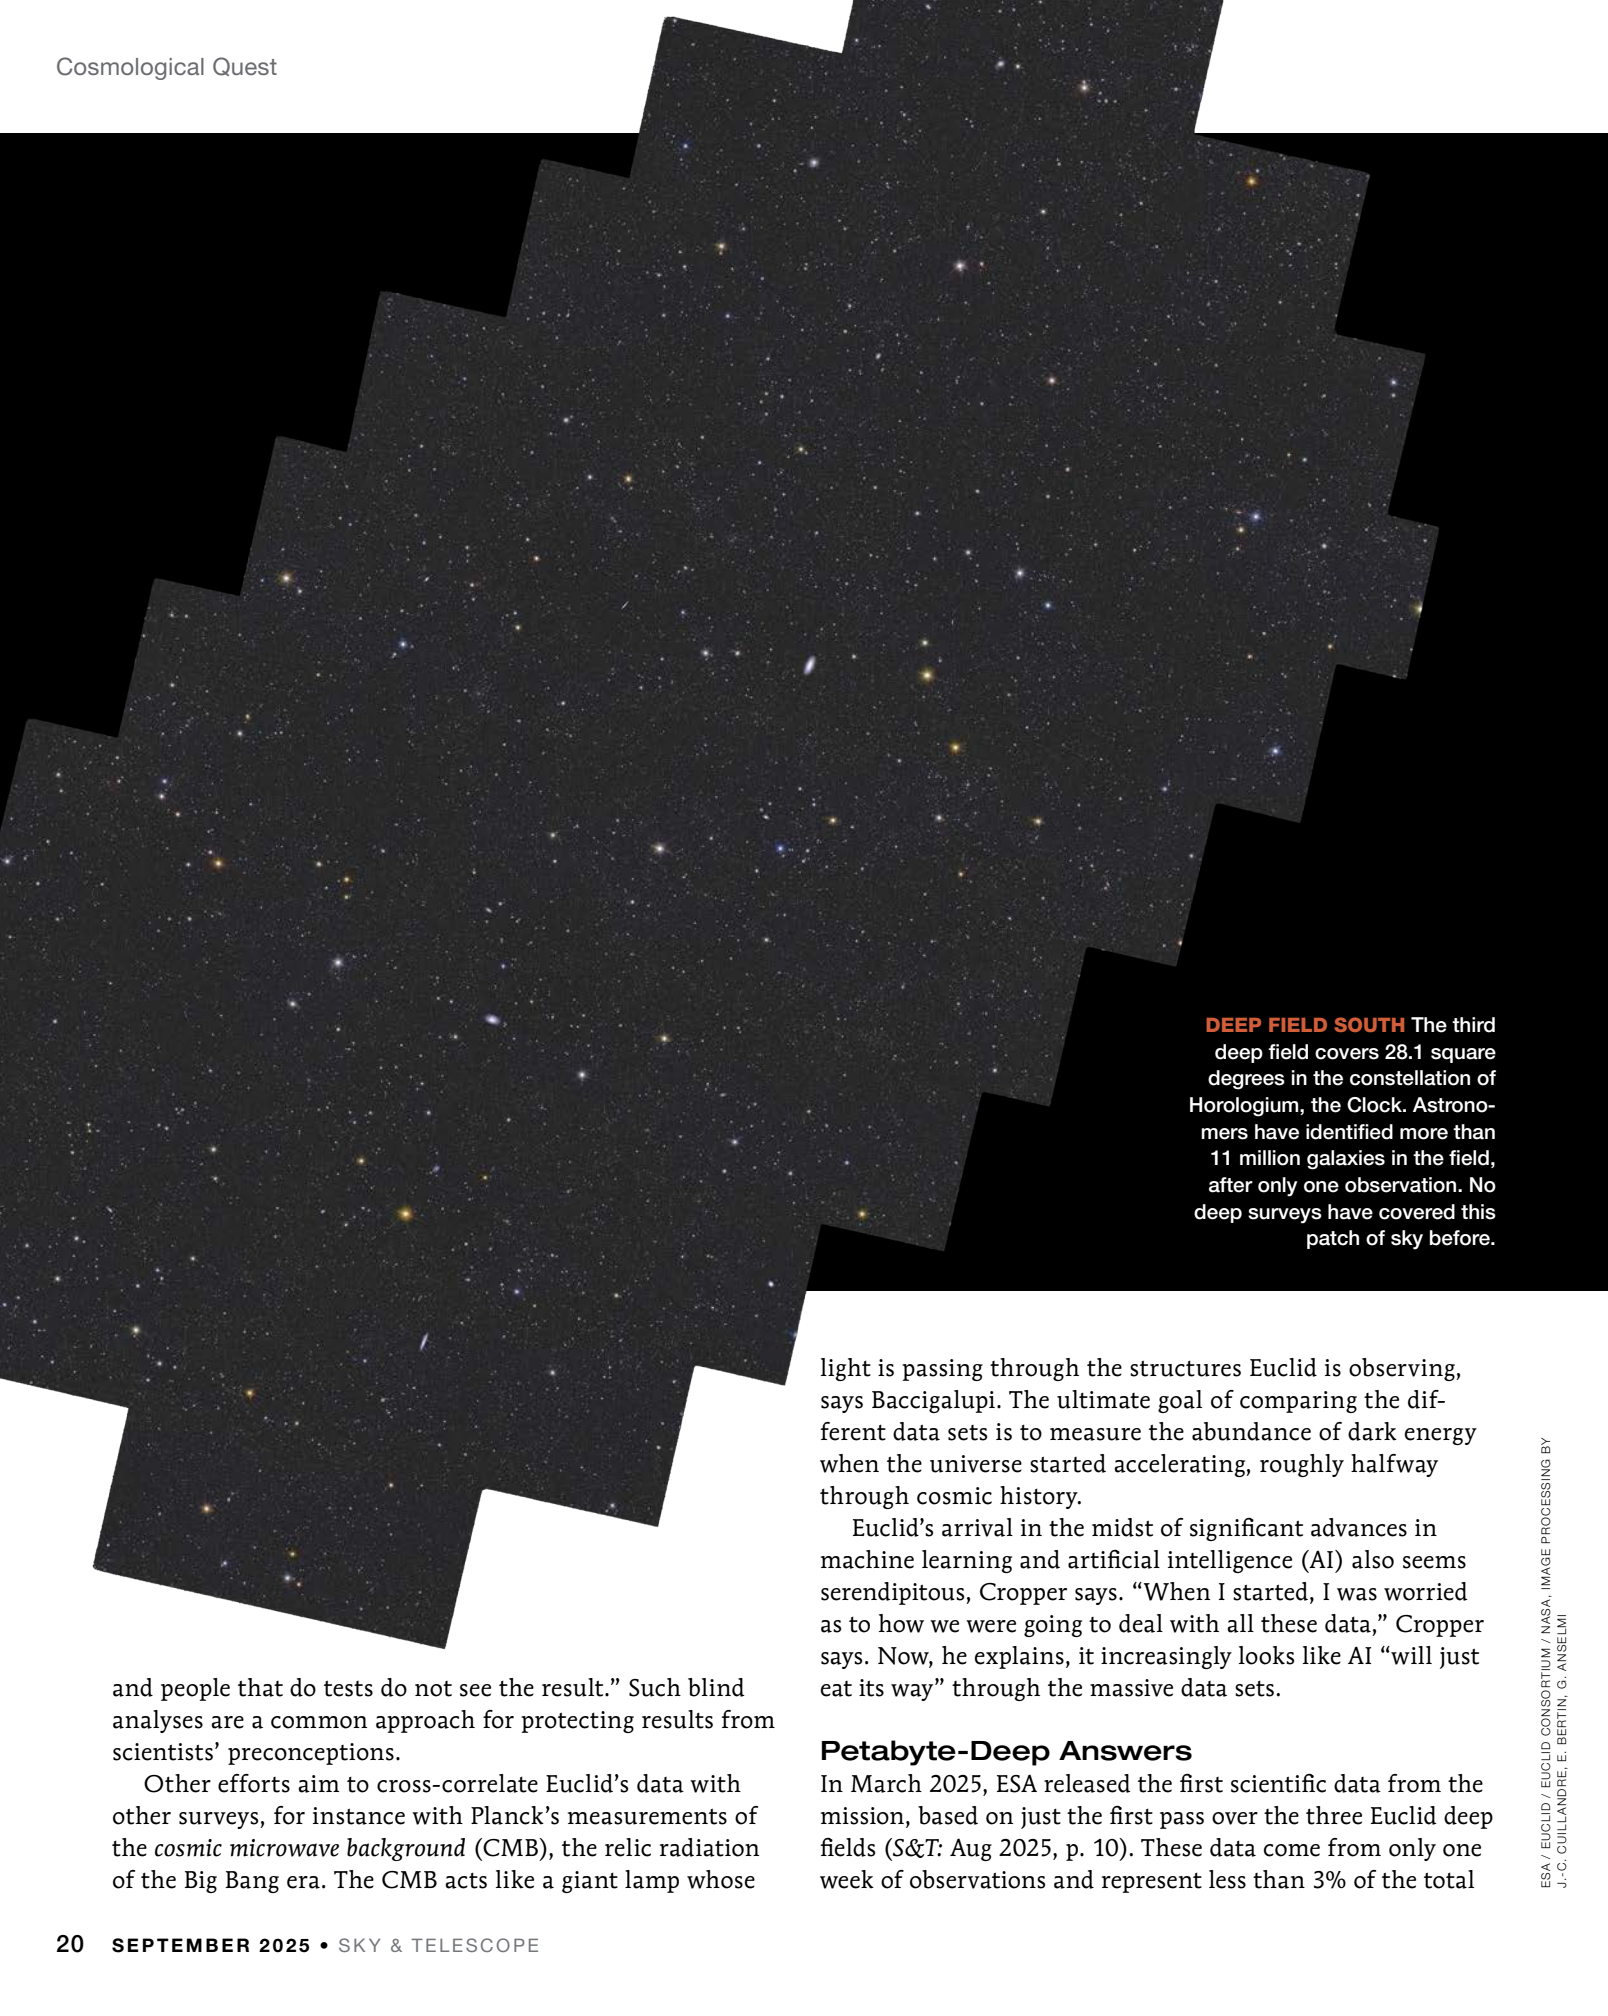 Cosmological Quest
DEEP FIELD SOUTH The third
deep field covers 28.1 square
degrees in the constellation of
Horologium, the Clock. Astrono-
mers have identified more than
11 million galaxies in the field,
after only one observation. No
deep surveys have covered this
patch of sky before.
and people that do tests do not see the result.” Such blind
analyses are a common approach for protecting results from
scientists’ preconceptions.
Other efforts aim to cross-correlate Euclid’s data with
other surveys, for instance with Planck’s measurements of
the cosmic microwave background (CMB), the relic radiation
of the Big Bang era. The CMB acts like a giant lamp whose
light is passing through the structures Euclid is observing,
says Baccigalupi. The ultimate goal of comparing the dif-
ferent data sets is to measure the abundance of dark energy
when the universe started accelerating, roughly halfway
through cosmic history.
Euclid’s arrival in the midst of significant advances in
machine learning and artificial intelligence (AI) also seems
serendipitous, Cropper says. “When I started, I was worried
as to how we were going to deal with all these data,” Cropper
says. Now, he explains, it increasingly looks like AI “will just
eat its way” through the massive data sets.
Petabyte-Deep Answers
In March 2025, ESA released the first scientific data from the
mission, based on just the first pass over the three Euclid deep
fields (S&T: Aug 2025, p. 10). These data come from only one
week of observations and represent less than 3% of the total
ESA / EUCLID / EUCLID CONSORTIUM / NASA, IMAGE PROCESSING BY
J.-C. CUILLANDRE, E. BERTIN, G. ANSELMI
20 SEPTEMBER 2025 • SKY & TELESCOPE